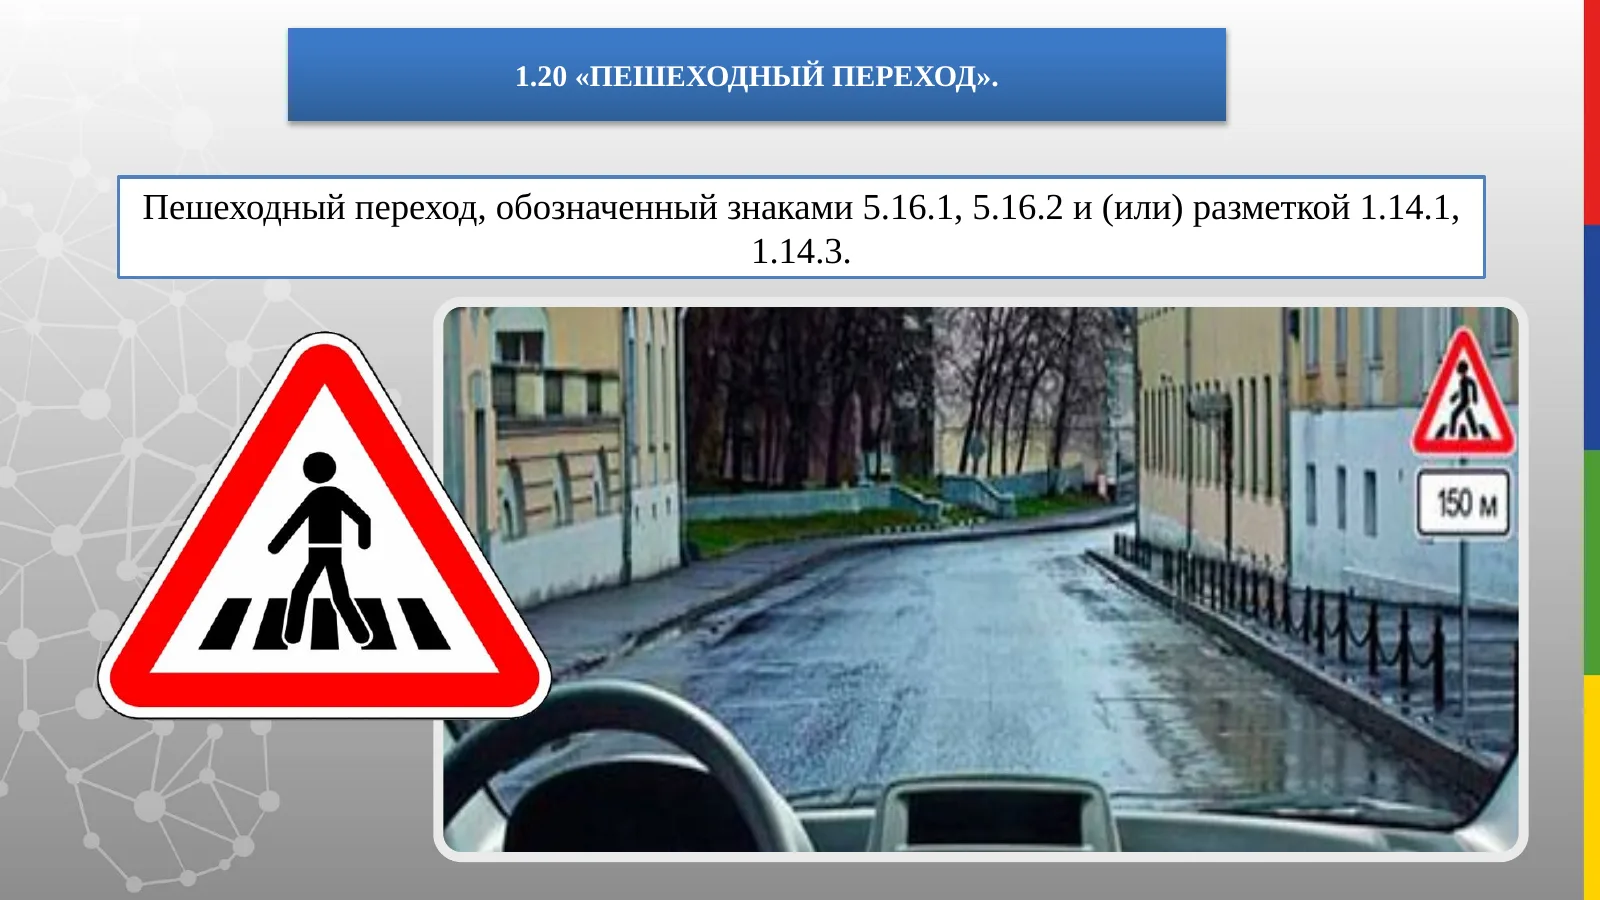 1.20 «ПЕШЕХОДНЫЙ ПЕРЕХОД».
Пешеходный переход, обозначенный знаками 5.16.1, 5.16.2 и (или) разметкой 1.14.1,
1.14.3.
150 м